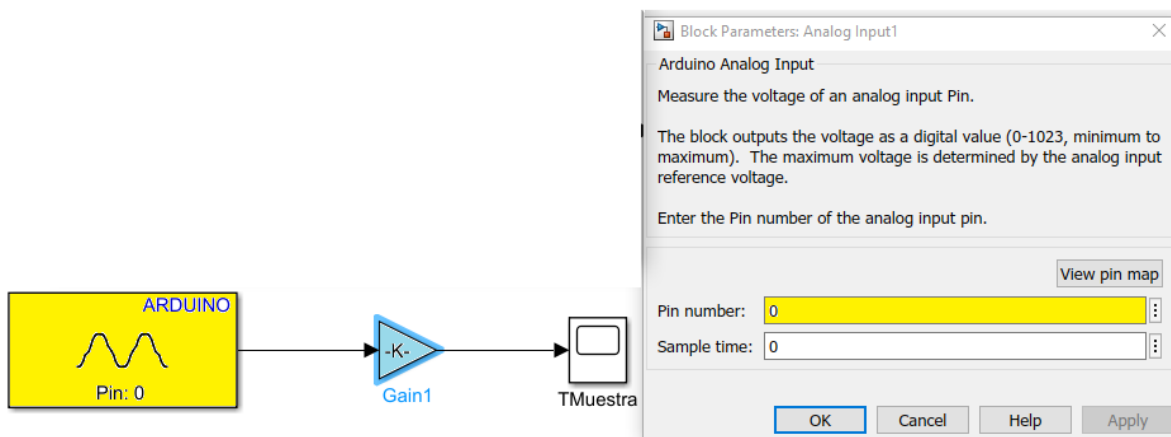 ARDUINO
Pin: 0
-K-
Gain1
TMuestra
Block Parameters: Analog Input1
Arduino Analog Input
Measure the voltage of an analog input Pin.
The block outputs the voltage as a digital value (0-1023, minimum to
maximum). The maximum voltage is determined by the analog input
reference voltage.
Enter the Pin number of the analog input pin.
View pin map
Pin number: 0
Sample time: 0
OK Cancel Help Apply